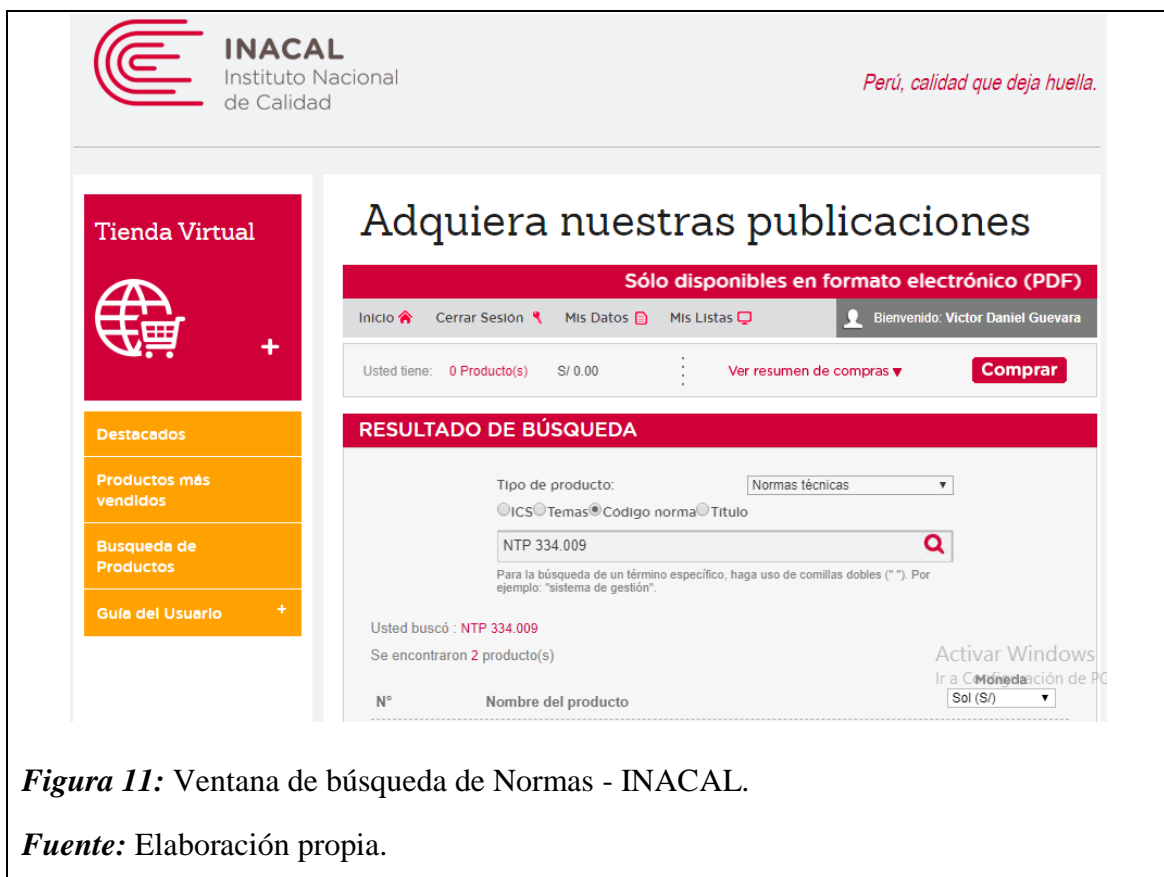 INACAL
Instituto Nacional
de Calidad
Perú, calidad que deja huella.
Tienda Virtual
+
Destacados
Productos más
vendidos
Busqueda de
Productos
Guía del Usuario +
Adquiera nuestras publicaciones
Sólo disponibles en formato electrónico (PDF)
Inicio Cerrar Sesión Mis Datos Mis Listas Bienvenido: Victor Daniel Guevara
Usted tiene: 0 Producto(s) S/ 0.00 Ver resumen de compras ▼ Comprar
RESULTADO DE BÚSQUEDA
Tipo de producto: Normas técnicas ▼
ICS Temas Código norma Título
NTP 334.009
Para la búsqueda de un término específico, haga uso de comillas dobles (" "). Por
ejemplo: "sistema de gestión".
Usted buscó : NTP 334.009
Se encontraron 2 producto(s)
Activar Windows
Ir a Configuración de PC
Moneda
N° Nombre del producto Sol (S/) ▼
Figura 11: Ventana de búsqueda de Normas - INACAL.
Fuente: Elaboración propia.